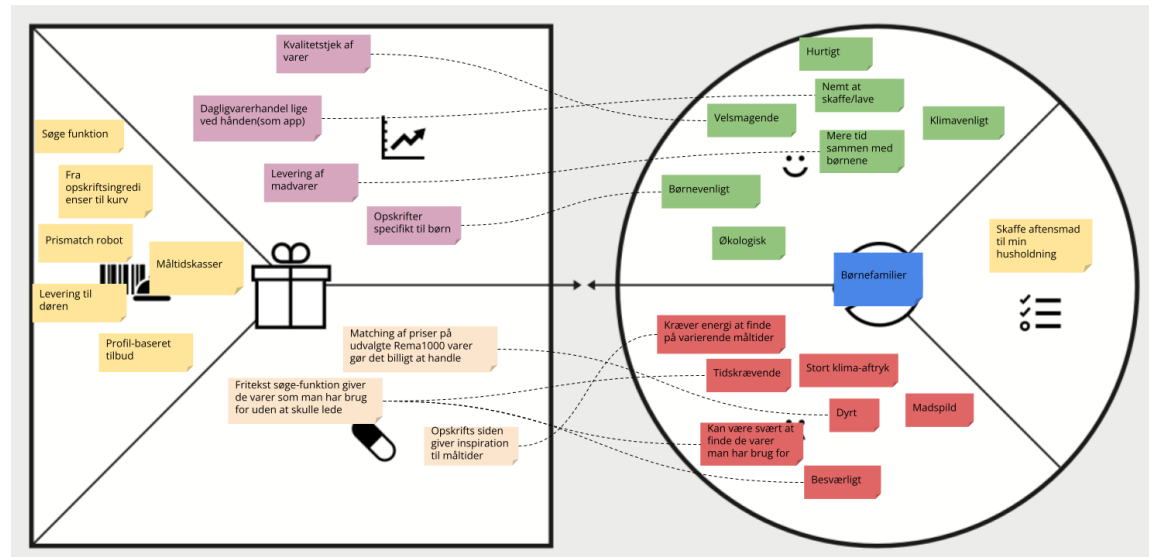 Kvalitetstjek af
varer
Dagligvarerhandel lige
ved hånden(som app)
Levering af
madvarer
Opskrifter
specifikt til børn
Søge funktion
Fra
opskriftsingredi
enser til kurv
Prismatch robot
Måltidskasser
Levering til
døren
Profil-baseret
tilbud
Matching af priser på
udvalgte Rema1000 varer
gør det billigt at handle
Fritekst søge-funktion giver
de varer som man har brug
for uden at skulle lede
Opskrifts siden
giver inspiration
til måltider
Hurtigt
Nemt at
skaffe/lave
Velsmagende
Klimavenligt
Mere tid
sammen med
børnene
Børnevenligt
Økologisk
Børnefamilier
Skaffe aftensmad
til min
husholdning
Kræver energi at finde
på varierende måltider
Tidskrævende
Stort klima-aftryk
Dyrt
Madspild
Kan være svært at
finde de varer
man har brug for
Besværligt